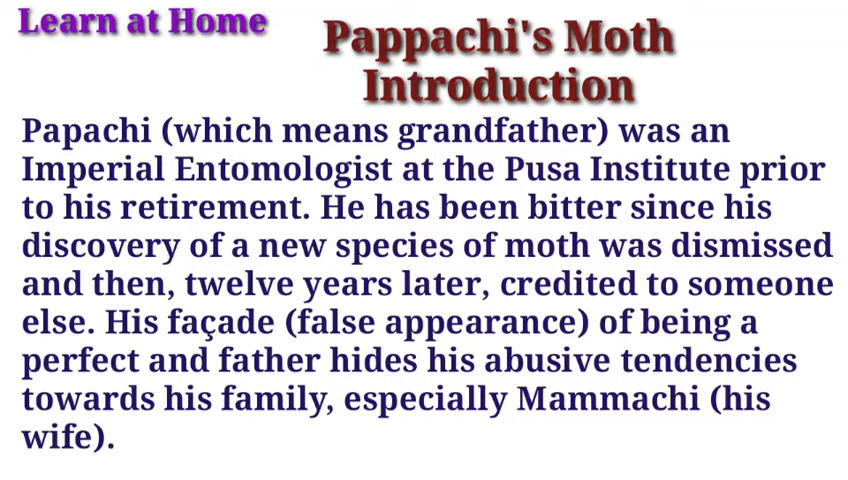 Learn at Home
Pappachi's Moth
Introduction
Papachi (which means grandfather) was an
Imperial Entomologist at the Pusa Institute prior
to his retirement. He has been bitter since his
discovery of a new species of moth was dismissed
and then, twelve years later, credited to someone
else. His façade (false appearance) of being a
perfect and father hides his abusive tendencies
towards his family, especially Mammachi (his
wife).